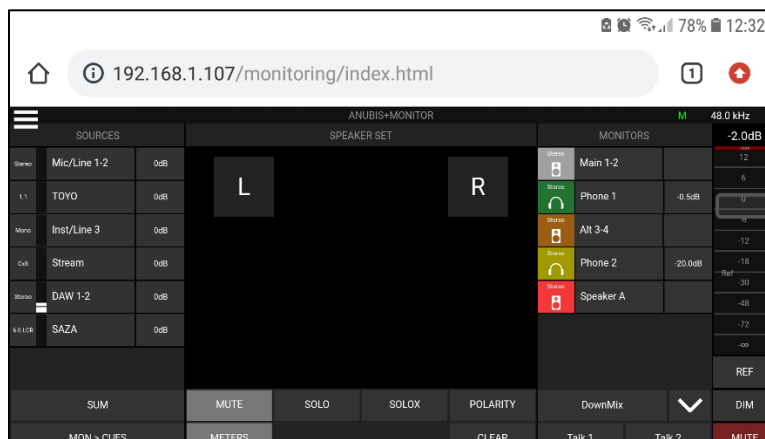 78% 12:32
192.168.1.107/monitoring/index.html 1
ANUBIS+MONITOR M 48.0 kHz
SOURCES SPEAKER SET MONITORS -2.0dB
Stereo Mic/Line 1-2 0dB
1.1 TOYO 0dB
Mono Inst/Line 3 0dB
Cx8 Stream 0dB
Stereo DAW 1-2 0dB
6.0 LCR SAZA 0dB
L R
Stereo Main 1-2
Stereo Phone 1 -0.5dB
Stereo Alt 3-4
Stereo Phone 2 -20.0dB
Stereo Speaker A
12
6
0
-6
-12
-18
Ref
-30
-48
-72
-∞
REF
SUM MUTE SOLO SOLOX POLARITY DownMix DIM
MON > CUES METERS CLEAR Talk 1 Talk 2 MUTE